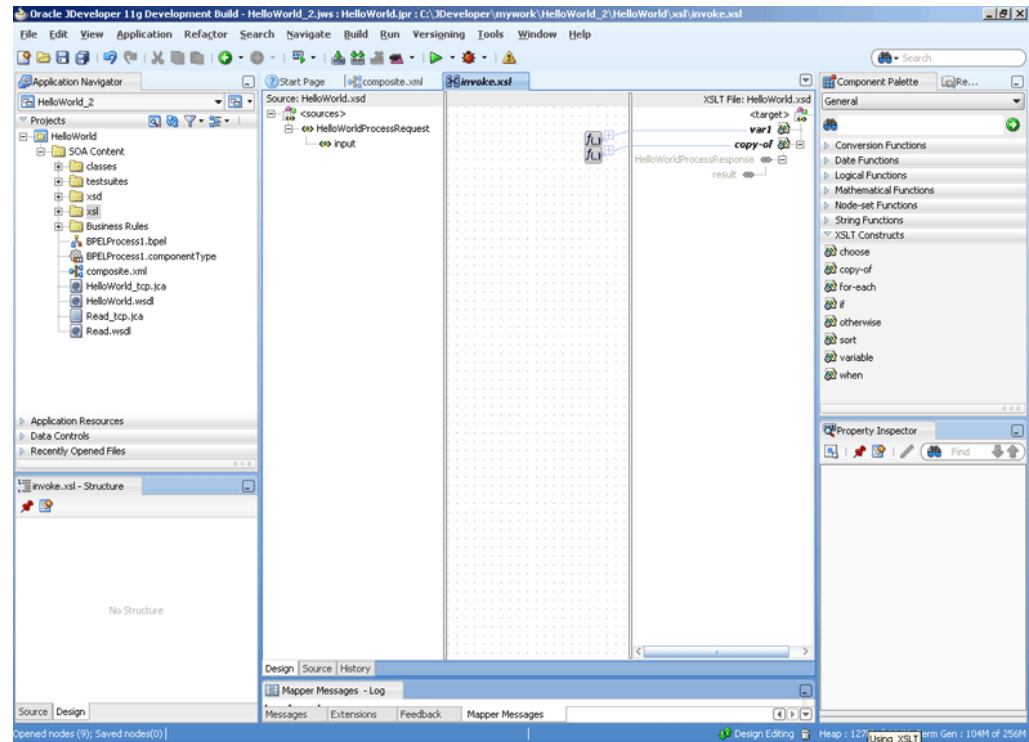 Oracle JDeveloper 11g Development Build - HelloWorld_2.jws : HelloWorld.jpr : C:\JDeveloper\mywork\HelloWorld_2\HelloWorld\xsl\invoke.xsl
File Edit View Application Refactor Search Navigate Build Run Versioning Tools Window Help
Search
Application Navigator
HelloWorld_2
Projects
HelloWorld
SOA Content
classes
testsuites
xsd
xsl
Business Rules
BPELProcess1.bpel
BPELProcess1.componentType
composite.xml
HelloWorld_tcp.jca
HelloWorld.wsdl
Read_tcp.jca
Read.wsdl
Application Resources
Data Controls
Recently Opened Files
invoke.xsl - Structure
No Structure
Source Design
Start Page composite.xml invoke.xsl
Source: HelloWorld.xsd
<sources>
HelloWorldProcessRequest
input
XSLT File: HelloWorld.xsd
<target>
var1
copy-of
HelloWorldProcessResponse
result
Design Source History
Mapper Messages - Log
Messages Extensions Feedback Mapper Messages
Component Palette Re...
General
Conversion Functions
Date Functions
Logical Functions
Mathematical Functions
Node-set Functions
String Functions
XSLT Constructs
choose
copy-of
for-each
if
otherwise
sort
variable
when
Property Inspector
Find
Opened nodes (9); Saved nodes(0)
Design Editing
Heap : 127 erm Gen : 104M of 256M
Using XSLT